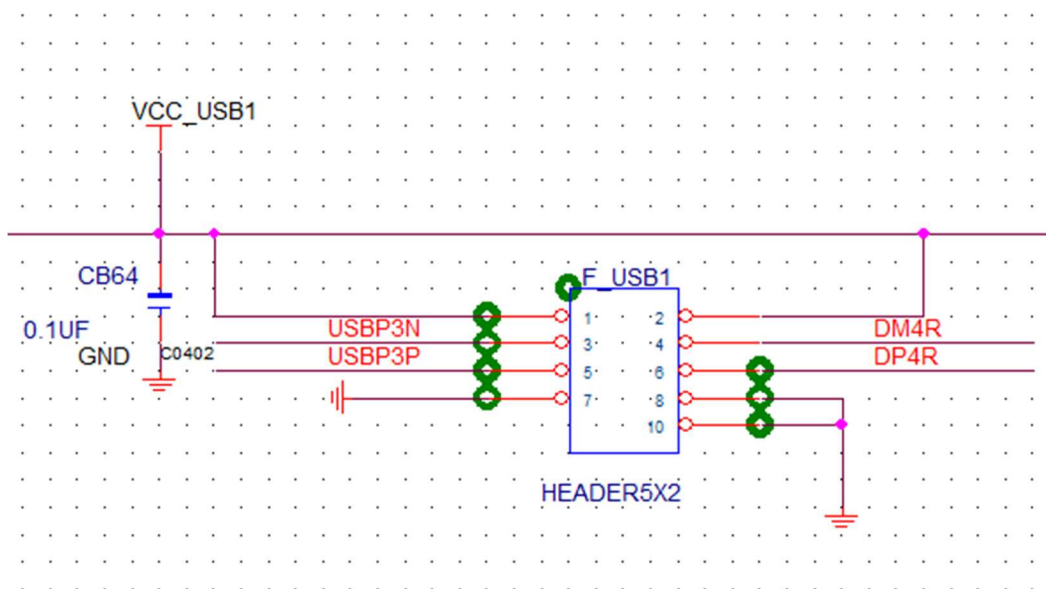 VCC_USB1
CB64
0.1UF
GND
C0402
F_USB1
1 2
USBP3N 3 4 DM4R
USBP3P 5 6 DP4R
7 8
10
HEADER5X2